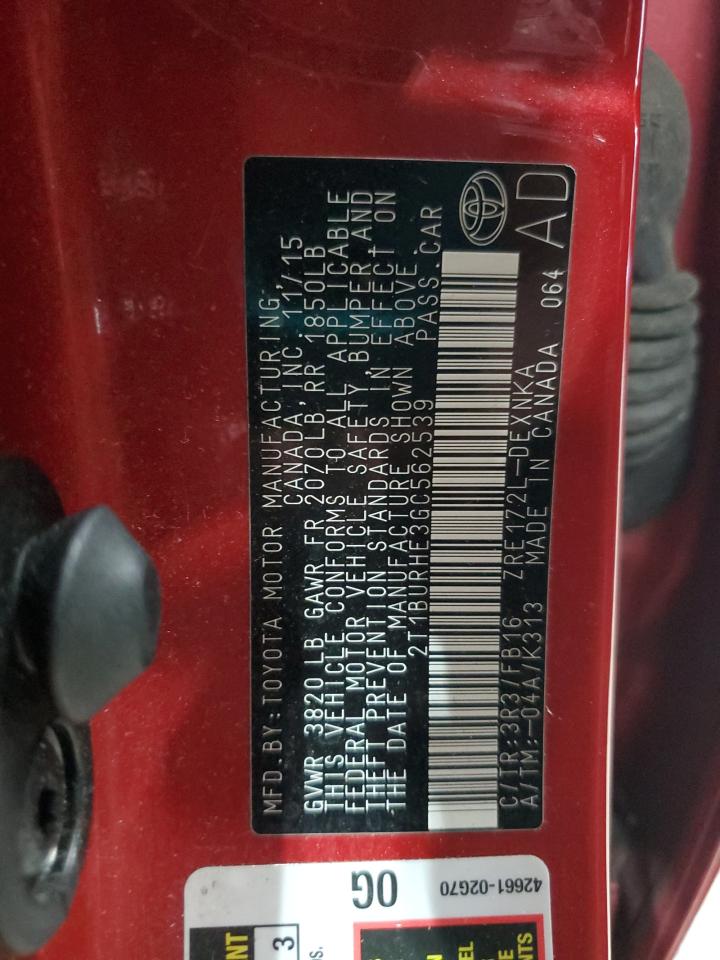 MFD.BY:TOYOTA MOTOR MANUFACTURING,
CANADA,INC. 11/15
GVWR 3820LB GAWR FR 2070LB,RR 1850LB
THIS VEHICLE CONFORMS TO ALL APPLICABLE
FEDERAL MOTOR VEHICLE SAFETY,BUMPER,AND
THEFT PREVENTION STANDARDS IN EFFECT ON
THE DATE OF MANUFACTURE SHOWN ABOVE.
2T1BURHE3GC562539 PASS.CAR
C/TR:3R3/FB16 ZRE172L-DEXNKA
A/TM:-04A/K313 MADE IN CANADA 064 AD
0G
42661-02G70
3